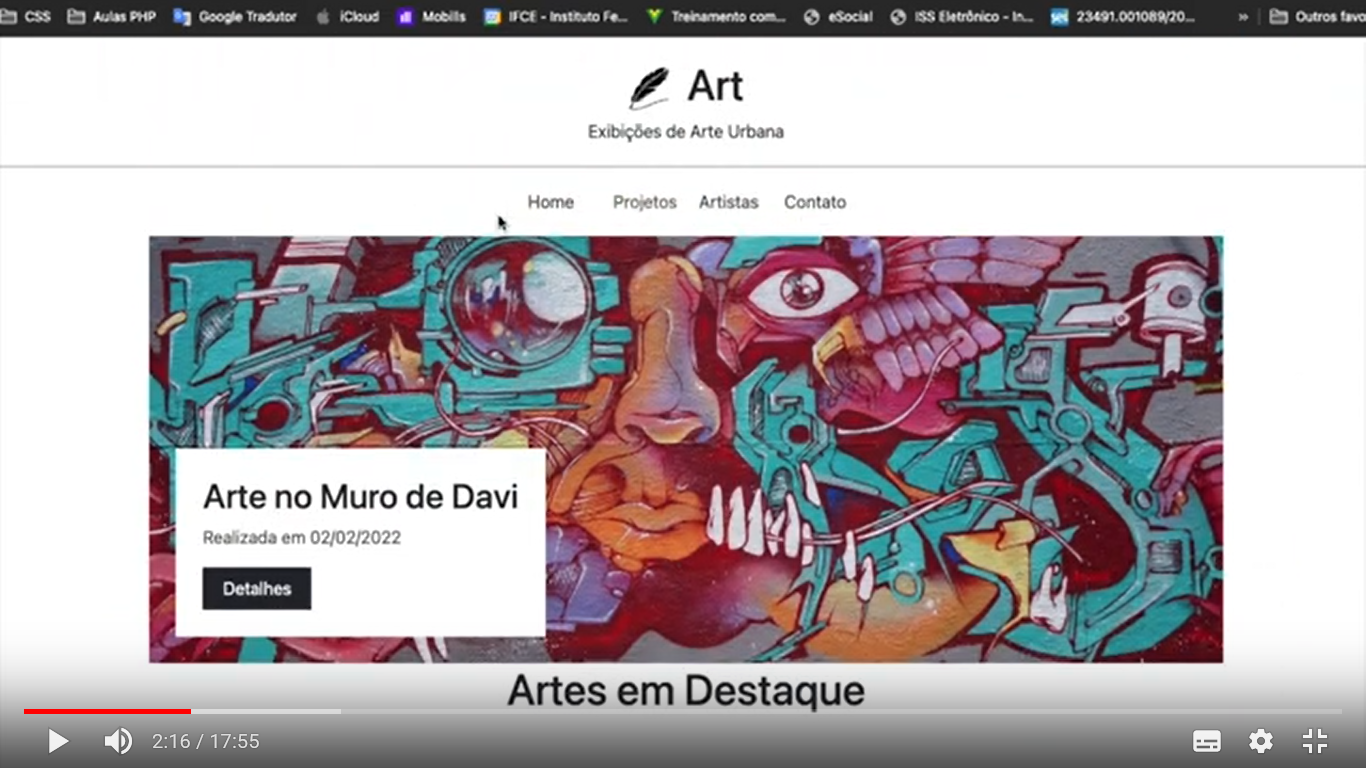 CSS Aulas PHP Google Tradutor iCloud Mobills IFCE - Instituto Fe... Treinamento com... eSocial ISS Eletrônico - In... sei 23491.001089/20... » Outros favo
Art
Exibições de Arte Urbana
Home Projetos Artistas Contato
Arte no Muro de Davi
Realizada em 02/02/2022
Detalhes
Artes em Destaque
2:16 / 17:55